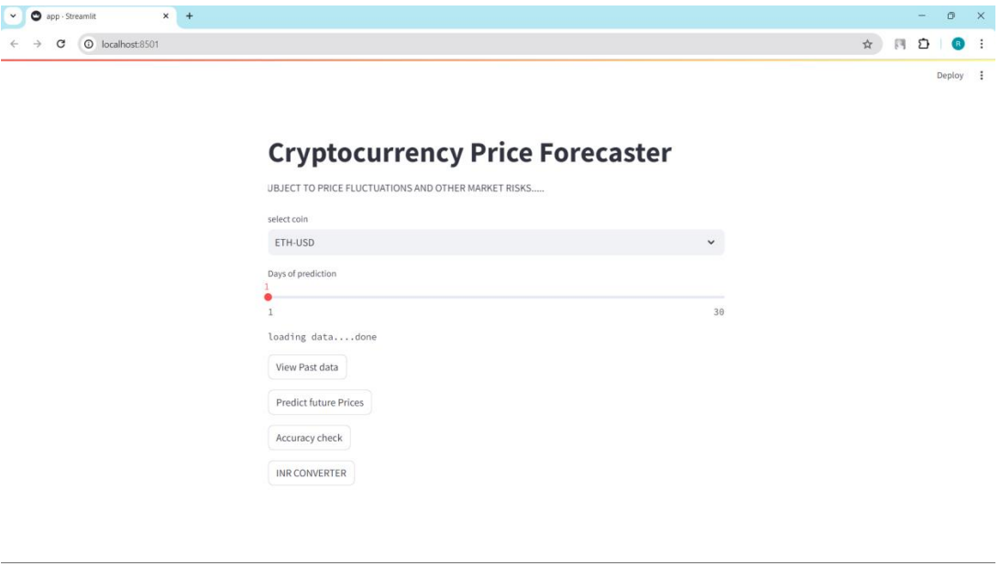 app · Streamlit
localhost:8501
R
Deploy
Cryptocurrency Price Forecaster
UBJECT TO PRICE FLUCTUATIONS AND OTHER MARKET RISKS.....
select coin
ETH-USD
Days of prediction
1
1 30
loading data....done
View Past data
Predict future Prices
Accuracy check
INR CONVERTER